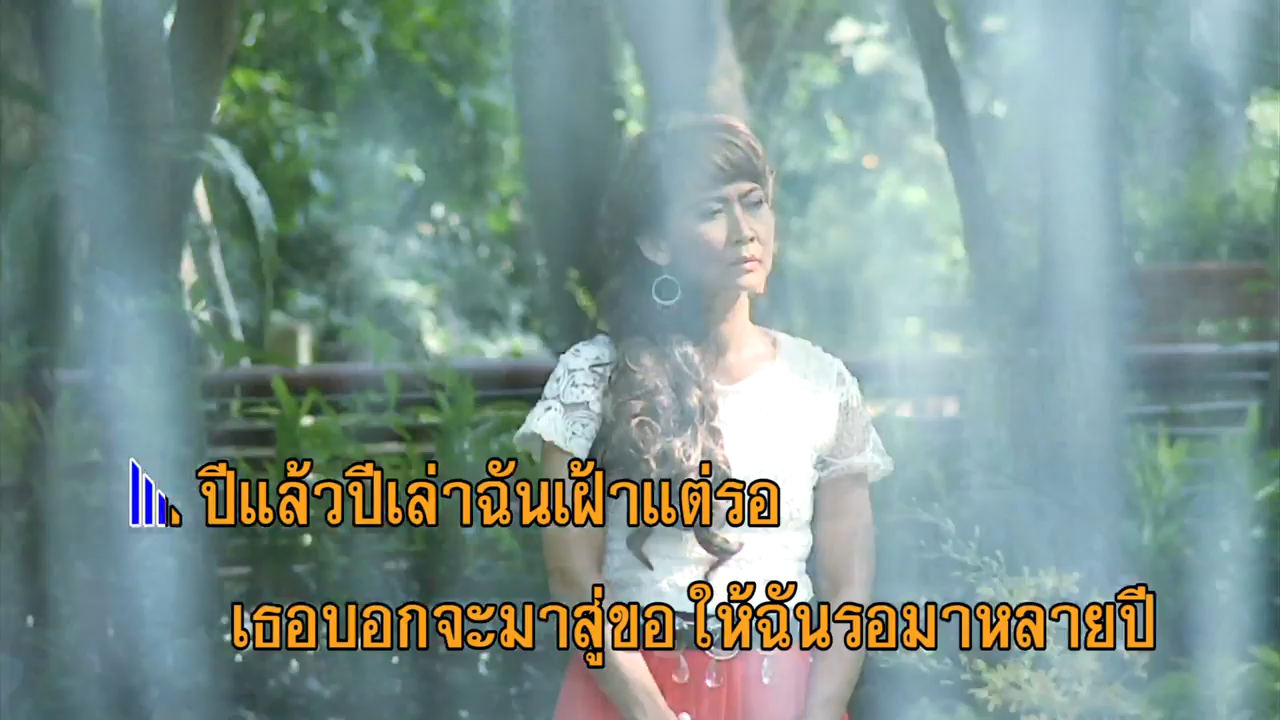 ปีแล้วปีเล่าฉันเฝ้าแต่รอ
เธอบอกจะมาสู่ขอ ให้ฉันรอมาหลายปี